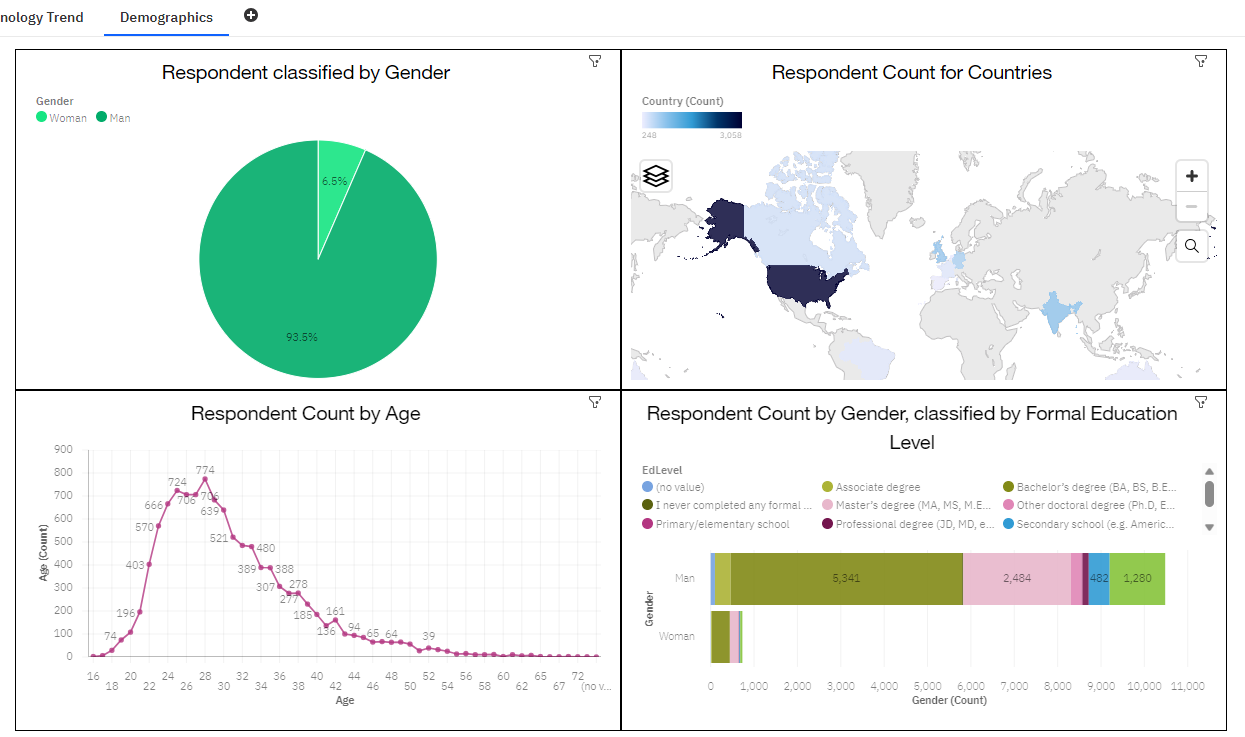 nology Trend Demographics
Respondent classified by Gender
Gender
Woman Man
6.5%
93.5%
Respondent Count for Countries
Country (Count)
248 3,058
Respondent Count by Age
Age (Count)
900
800
700
600
500
400
300
200
100
0
74
196
403
570
666
724
706
774
706
639
521
480
389
388
307
277
278
185
136
161
94
65
64
39
16 20 24 28 32 36 40 44 48 52 56 60 65 72
18 22 26 30 34 38 42 46 50 54 58 62 67 (no v...
Age
Respondent Count by Gender, classified by Formal Education
Level
EdLevel
(no value) Associate degree Bachelor's degree (BA, BS, B.E...
I never completed any formal ... Master's degree (MA, MS, M.E... Other doctoral degree (Ph.D, E...
Primary/elementary school Professional degree (JD, MD, e... Secondary school (e.g. Americ...
Gender
Man 5,341 2,484 482 1,280
Woman
0 1,000 2,000 3,000 4,000 5,000 6,000 7,000 8,000 9,000 10,000 11,000
Gender (Count)